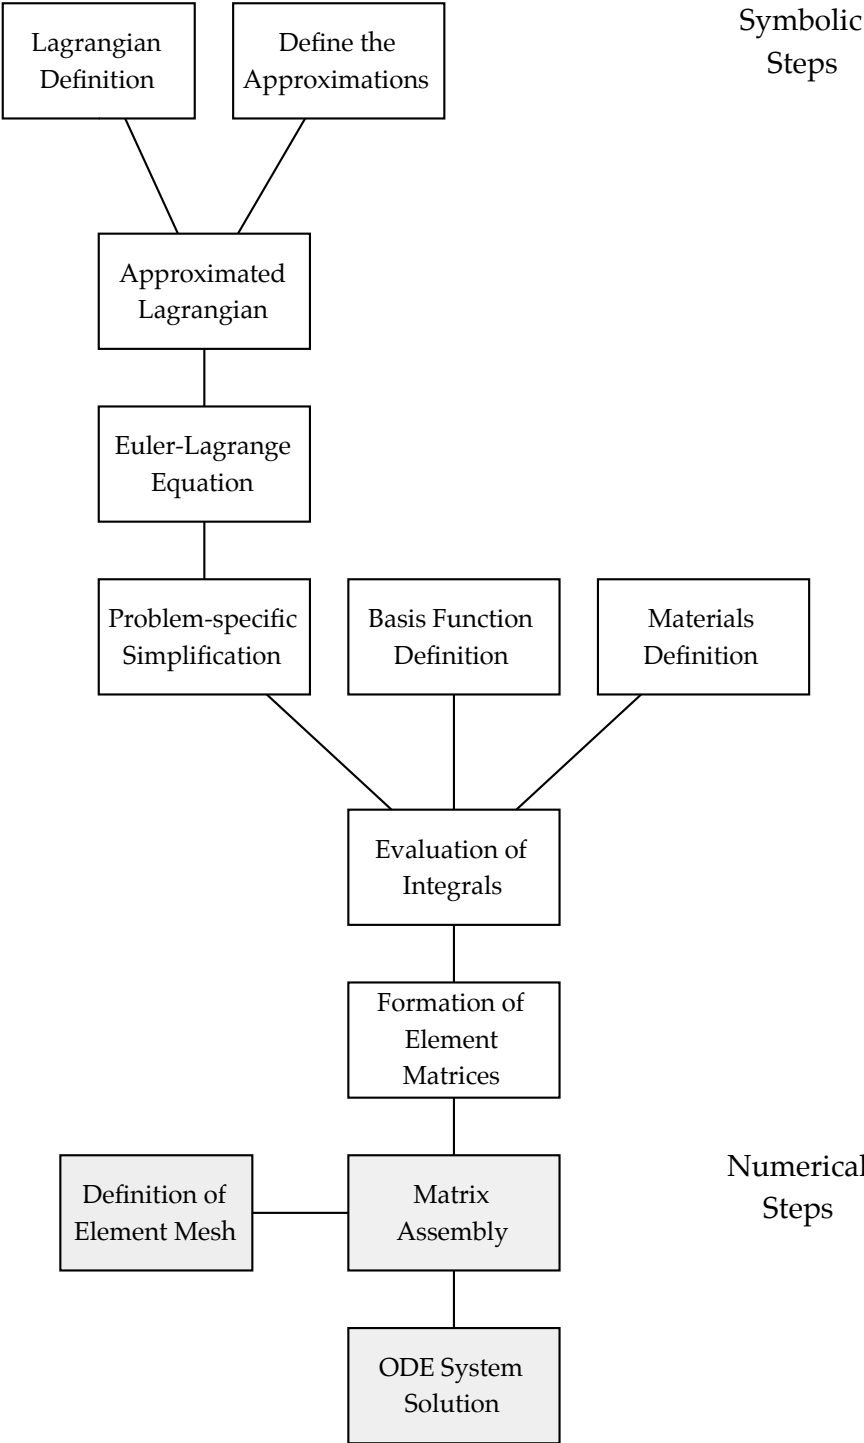 Lagrangian
Definition
Define the
Approximations
Symbolic
Steps
Approximated
Lagrangian
Euler-Lagrange
Equation
Problem-specific
Simplification
Basis Function
Definition
Materials
Definition
Evaluation of
Integrals
Formation of
Element
Matrices
Definition of
Element Mesh
Matrix
Assembly
Numerical
Steps
ODE System
Solution